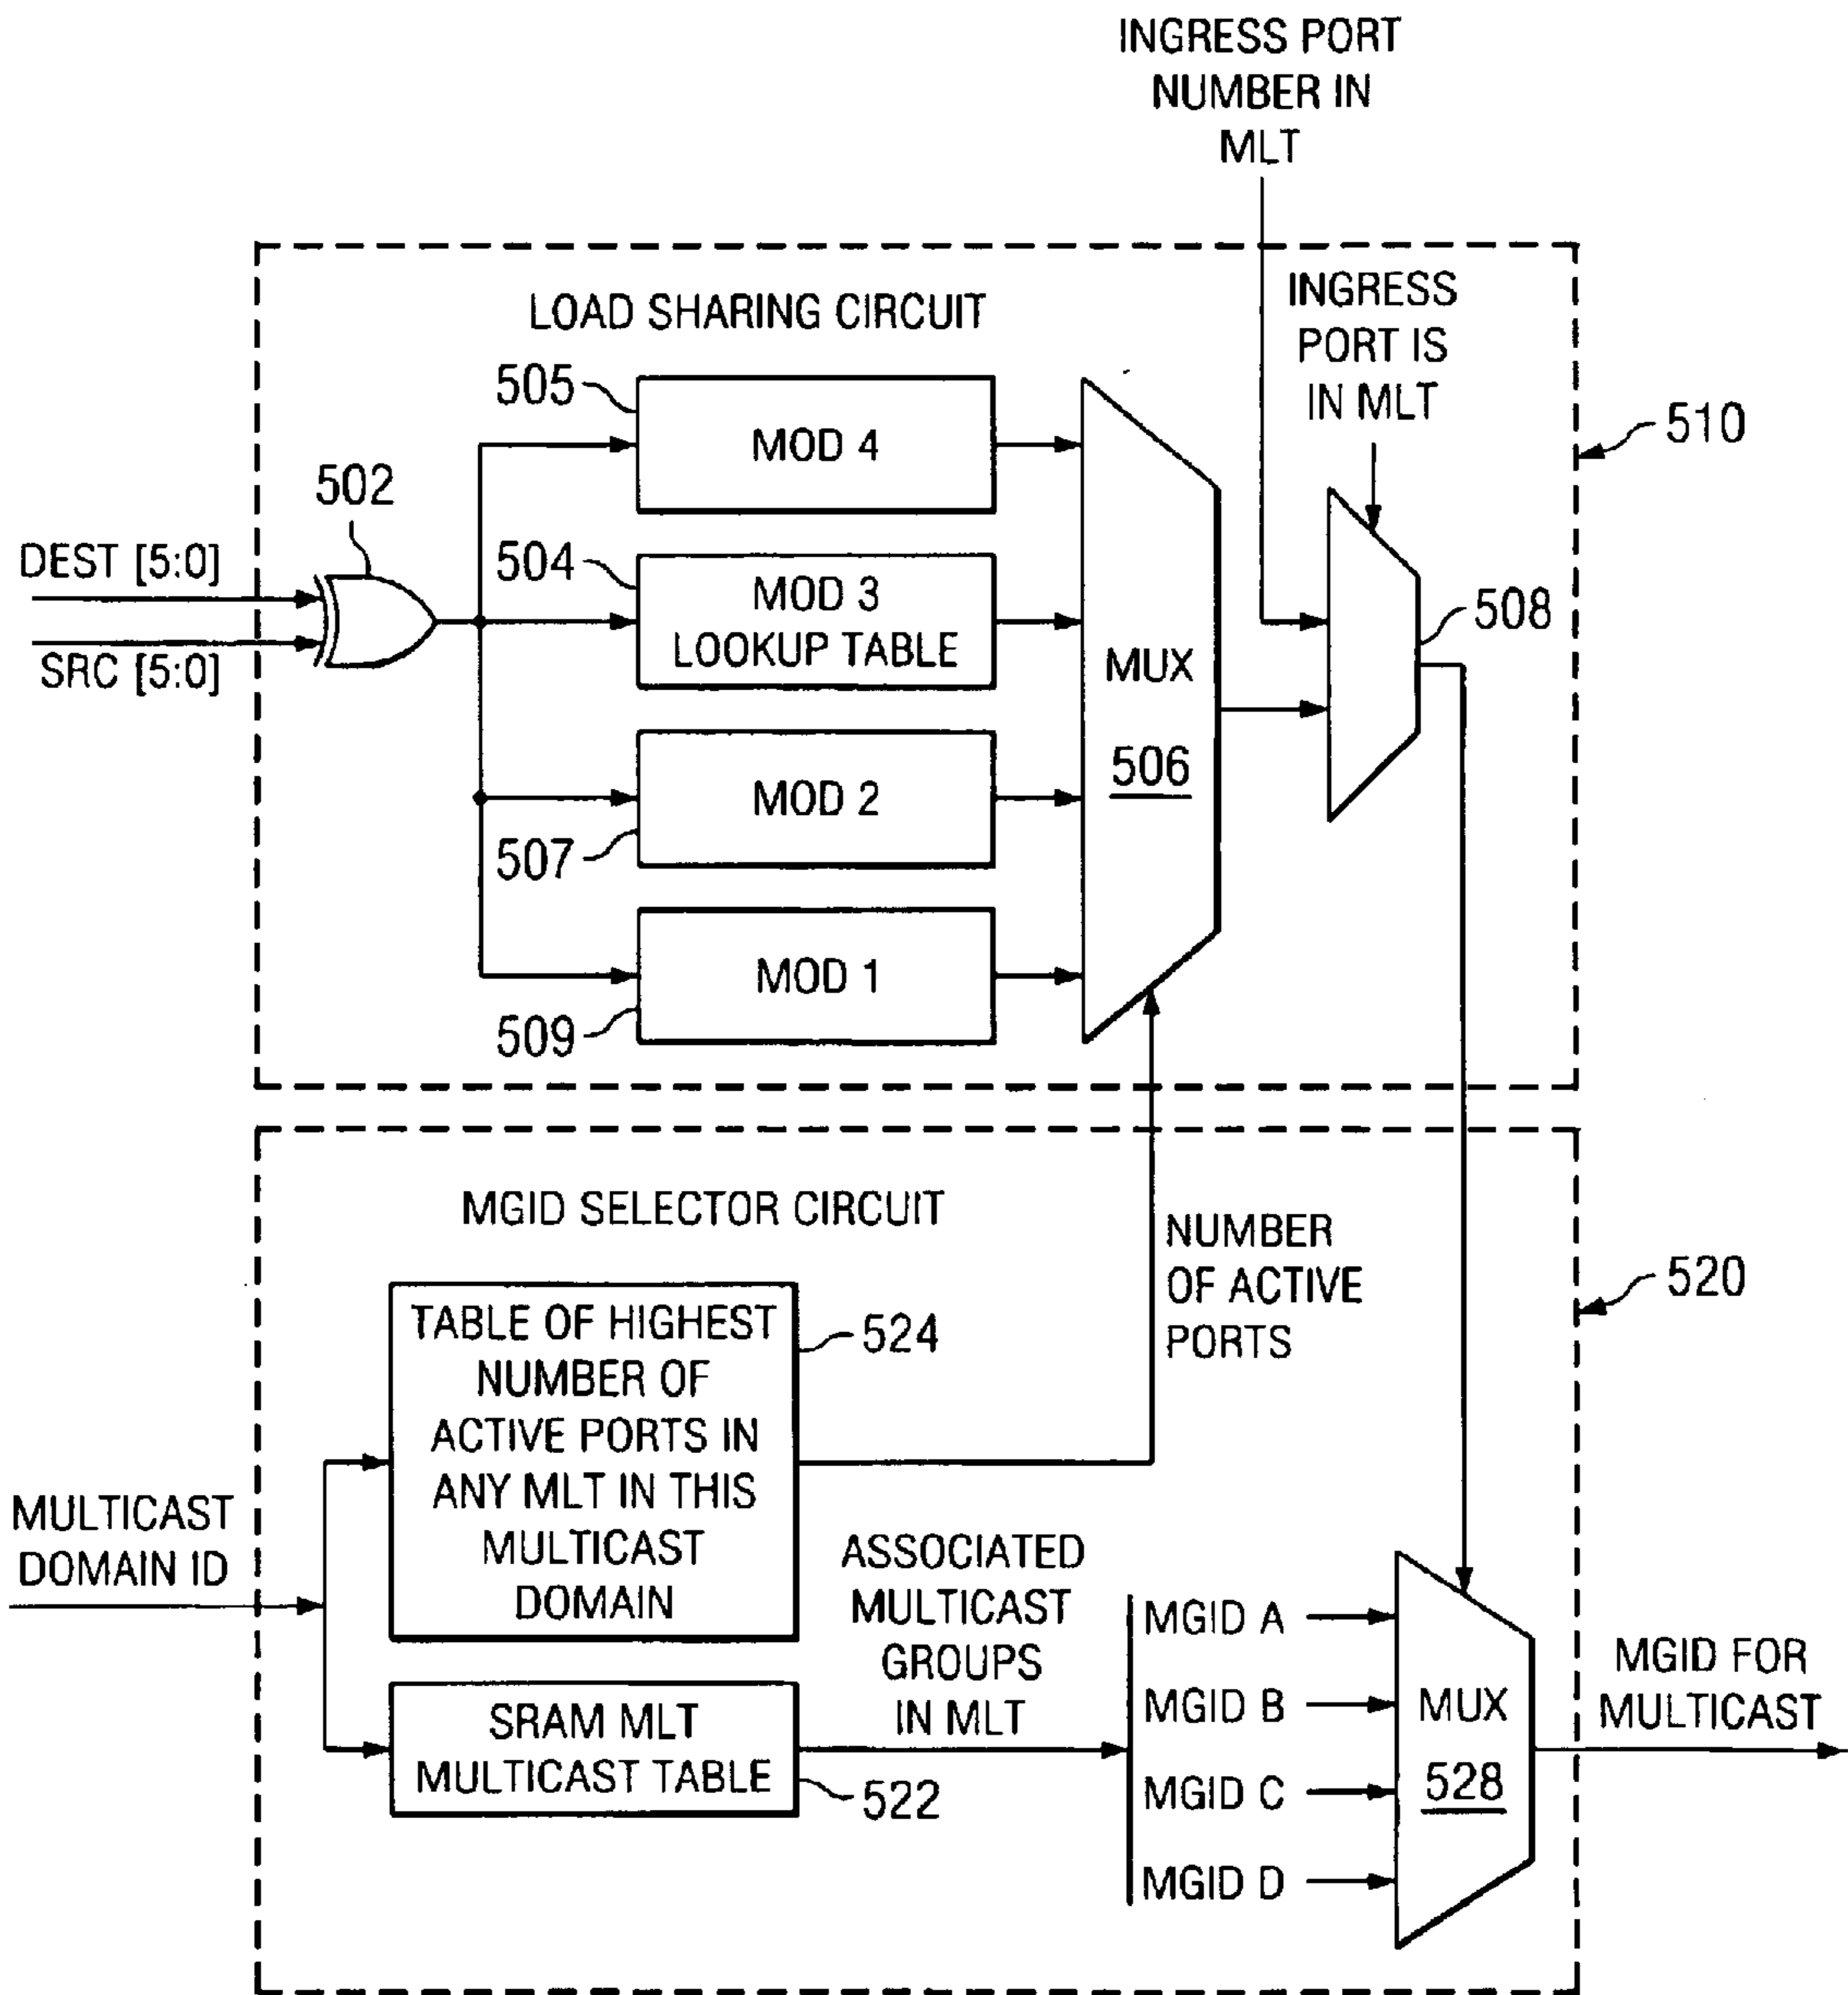 INGRESS PORT
NUMBER IN
MLT
LOAD SHARING CIRCUIT
INGRESS
PORT IS
IN MLT
510
505
MOD 4
502
DEST [5:0]
SRC [5:0]
504
MOD 3
LOOKUP TABLE
MUX
506
508
MOD 2
507
MOD 1
509
MGID SELECTOR CIRCUIT
NUMBER
OF ACTIVE
PORTS
520
TABLE OF HIGHEST
NUMBER OF
ACTIVE PORTS IN
ANY MLT IN THIS
MULTICAST
DOMAIN
524
MULTICAST
DOMAIN ID
ASSOCIATED
MULTICAST
GROUPS
IN MLT
SRAM MLT
MULTICAST TABLE
522
MGID A
MGID B
MGID C
MGID D
MUX
528
MGID FOR
MULTICAST